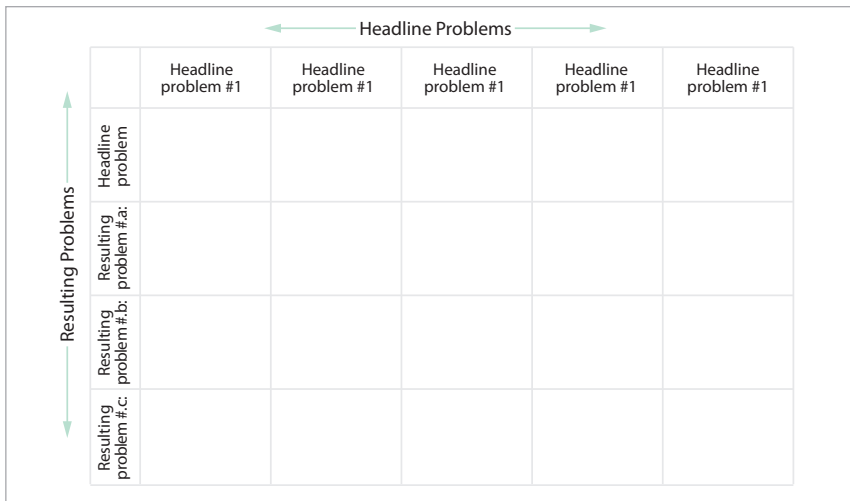 Headline Problems
Headline
problem #1
Headline
problem #1
Headline
problem #1
Headline
problem #1
Headline
problem #1
Resulting Problems
Headline
problem
Resulting
problem #.a:
Resulting
problem #.b:
Resulting
problem #.c: